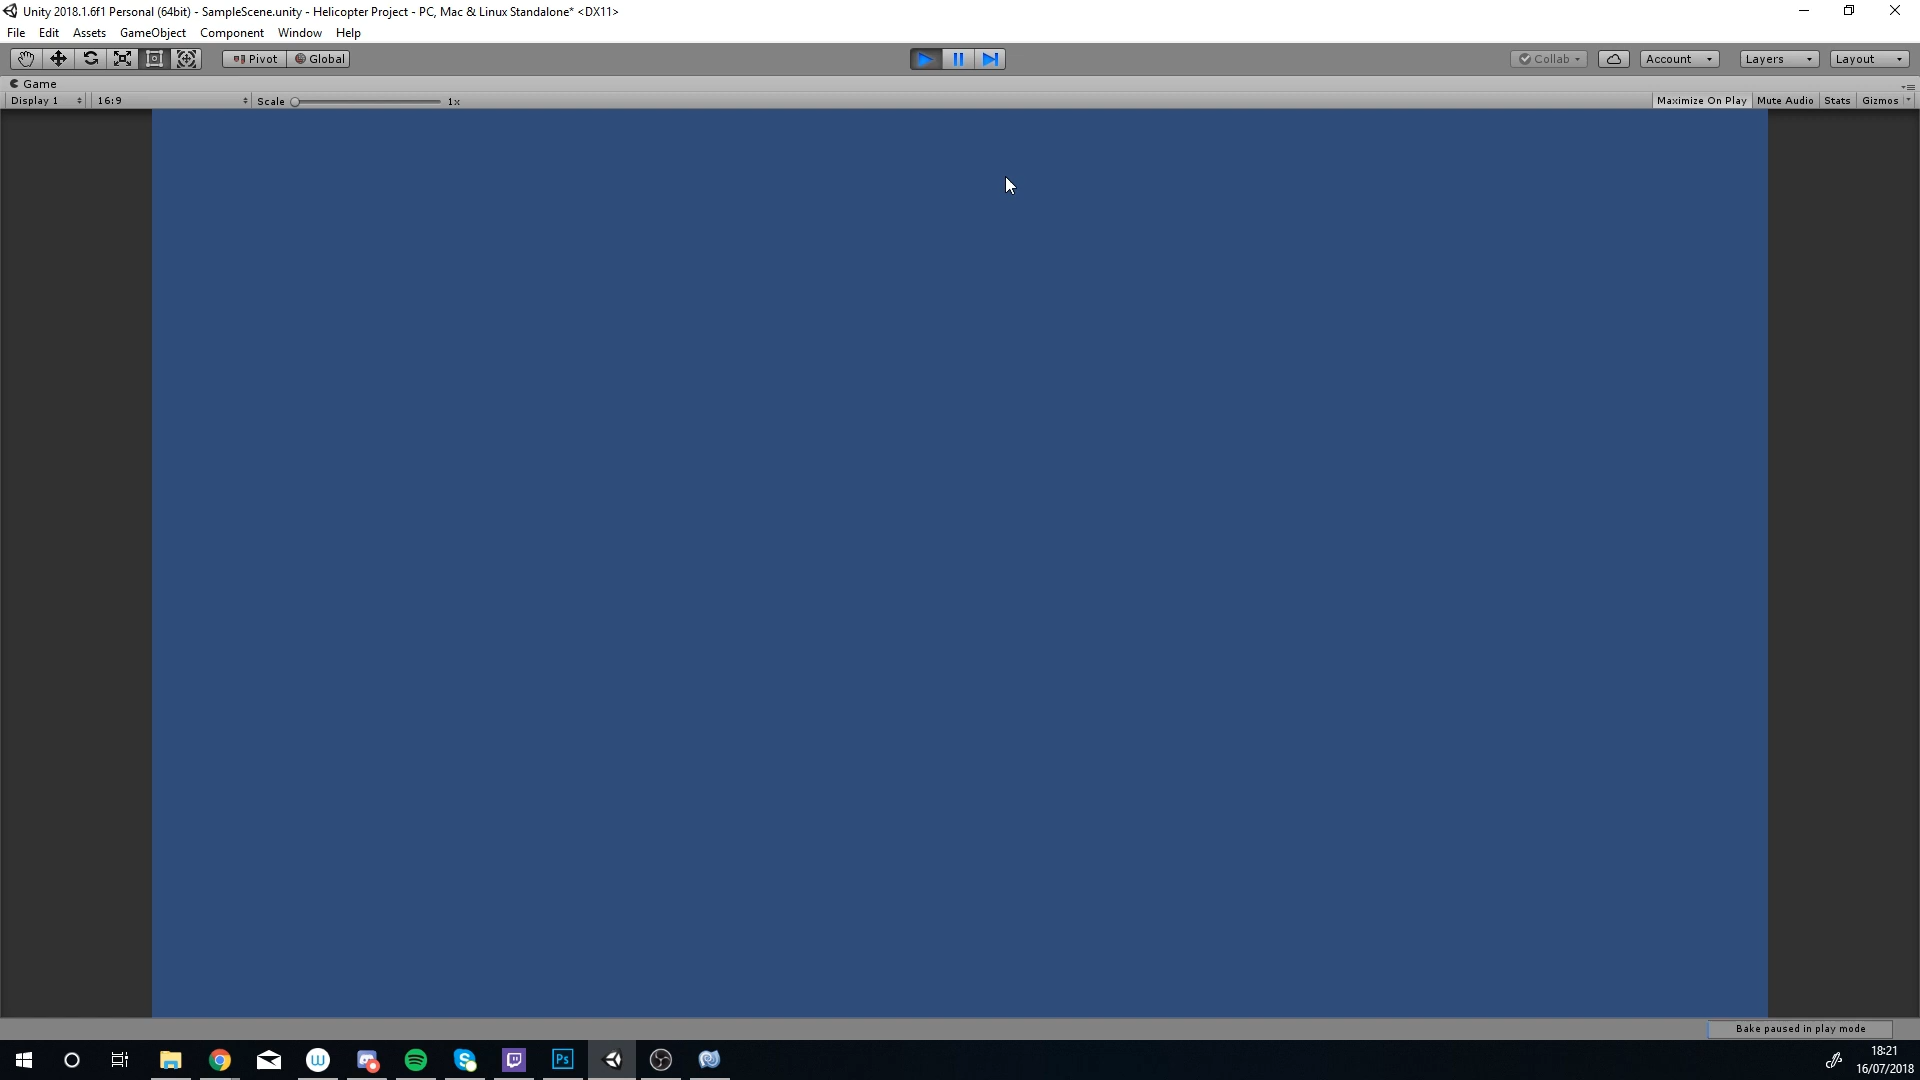 Unity 2018.1.6f1 Personal (64bit) - SampleScene.unity - Helicopter Project - PC, Mac & Linux Standalone* <DX11>
File Edit Assets GameObject Component Window Help
Pivot Global Collab Account Layers Layout
Game
Display 1 16:9 Scale 1x Maximize On Play Mute Audio Stats Gizmos
Bake paused in play mode
W Ps
18:21
16/07/2018